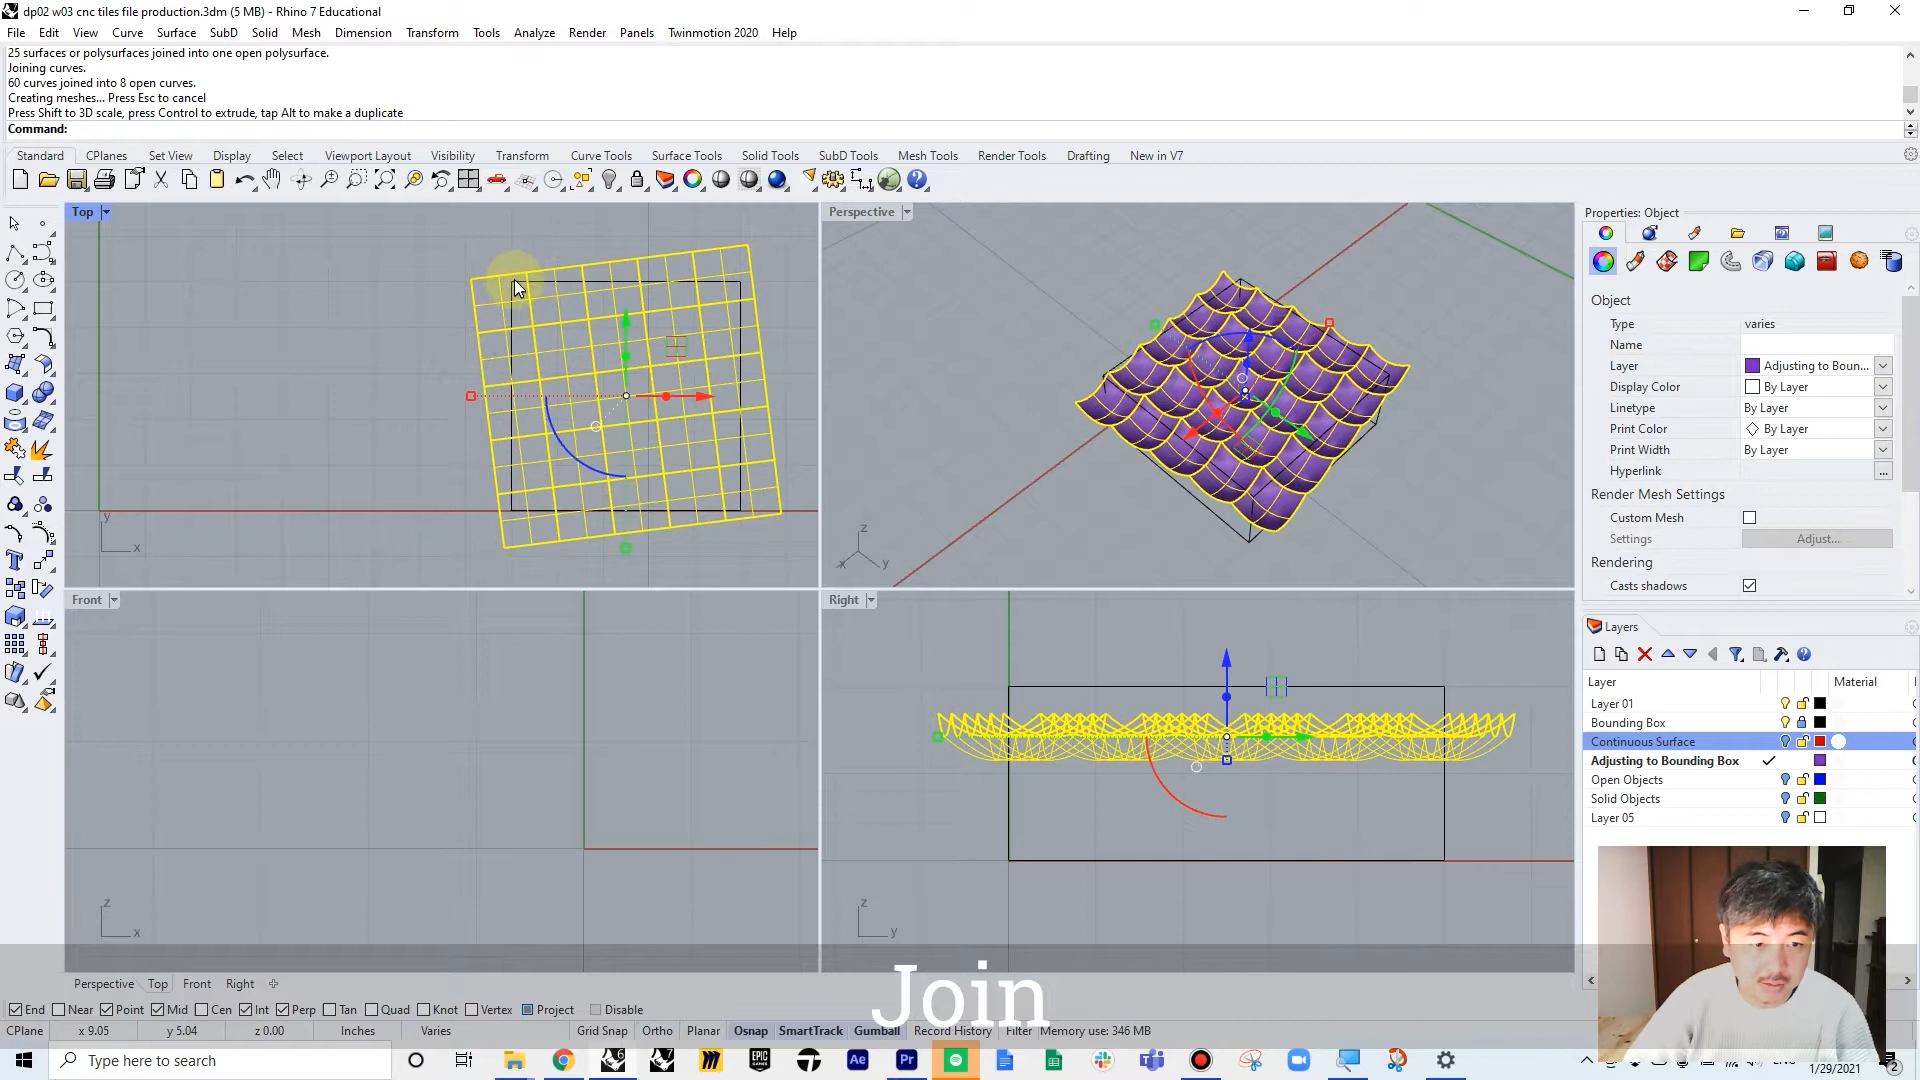 dp02 w03 cnc tiles file production.3dm (5 MB) - Rhino 7 Educational
File Edit View Curve Surface SubD Solid Mesh Dimension Transform Tools Analyze Render Panels Twinmotion 2020 Help
25 surfaces or polysurfaces joined into one open polysurface.
Joining curves.
60 curves joined into 8 open curves.
Creating meshes... Press Esc to cancel
Press Shift to 3D scale, press Control to extrude, tap Alt to make a duplicate
Command:
Standard CPlanes Set View Display Select Viewport Layout Visibility Transform Curve Tools Surface Tools Solid Tools SubD Tools Mesh Tools Render Tools Drafting New in V7
Top
Perspective
Properties: Object
Object
Type varies
Name
Layer Adjusting to Boun...
Display Color By Layer
Linetype By Layer
Print Color By Layer
Print Width By Layer
Hyperlink ...
Render Mesh Settings
Custom Mesh
Settings Adjust...
Rendering
Casts shadows
y
x
z
x
y
Front
Right
Layers
Layer Material
Layer 01
Bounding Box
Continuous Surface
Adjusting to Bounding Box
Open Objects
Solid Objects
Layer 05
z
x
z
y
Perspective Top Front Right
Join
End Near Point Mid Cen Int Perp Tan Quad Knot Vertex Project Disable
CPlane x 9.05 y 5.04 z 0.00 Inches Varies Grid Snap Ortho Planar Osnap SmartTrack Gumball Record History Filter Memory use: 346 MB
Type here to search
6
7
EPIC GAMES
Ae
Pr
1/29/2021
2